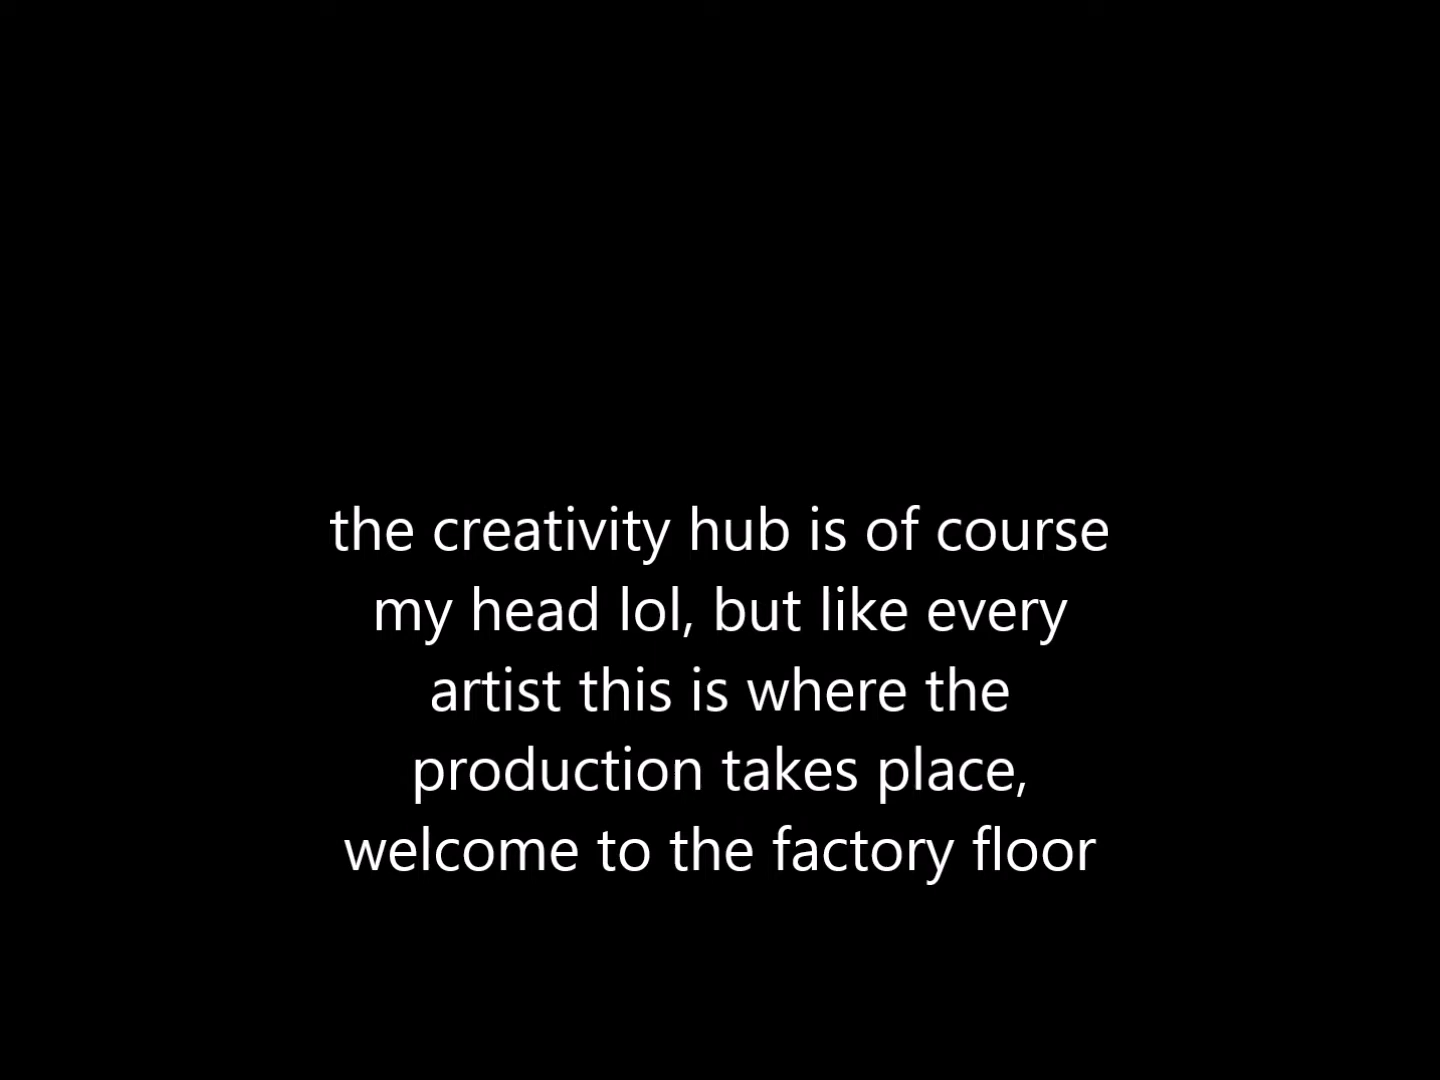 the creativity hub is of course
my head lol, but like every
artist this is where the
production takes place,
welcome to the factory floor